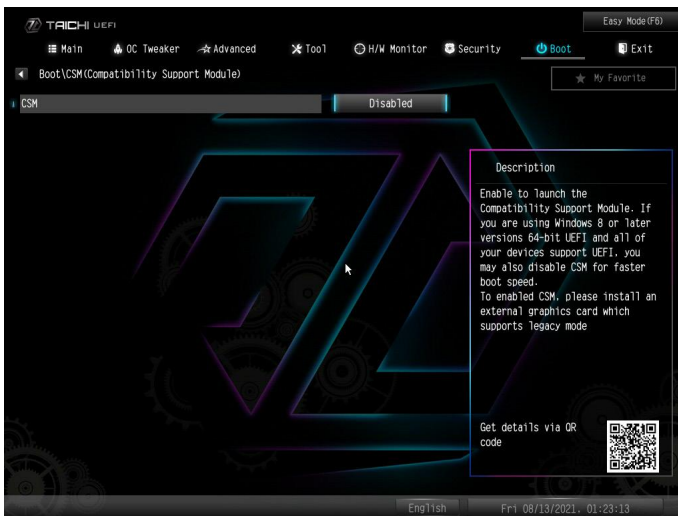 TAICHI UEFI
Easy Mode(F6)
Main OC Tweaker Advanced Tool H/W Monitor Security Boot Exit
Boot\CSM(Compatibility Support Module)
My Favorite
CSM Disabled
Description
Enable to launch the
Compatibility Support Module. If
you are using Windows 8 or later
versions 64-bit UEFI and all of
your devices support UEFI, you
may also disable CSM for faster
boot speed.
To enabled CSM, please install an
external graphics card which
supports legacy mode
Get details via QR
code
English Fri 08/13/2021, 01:23:13